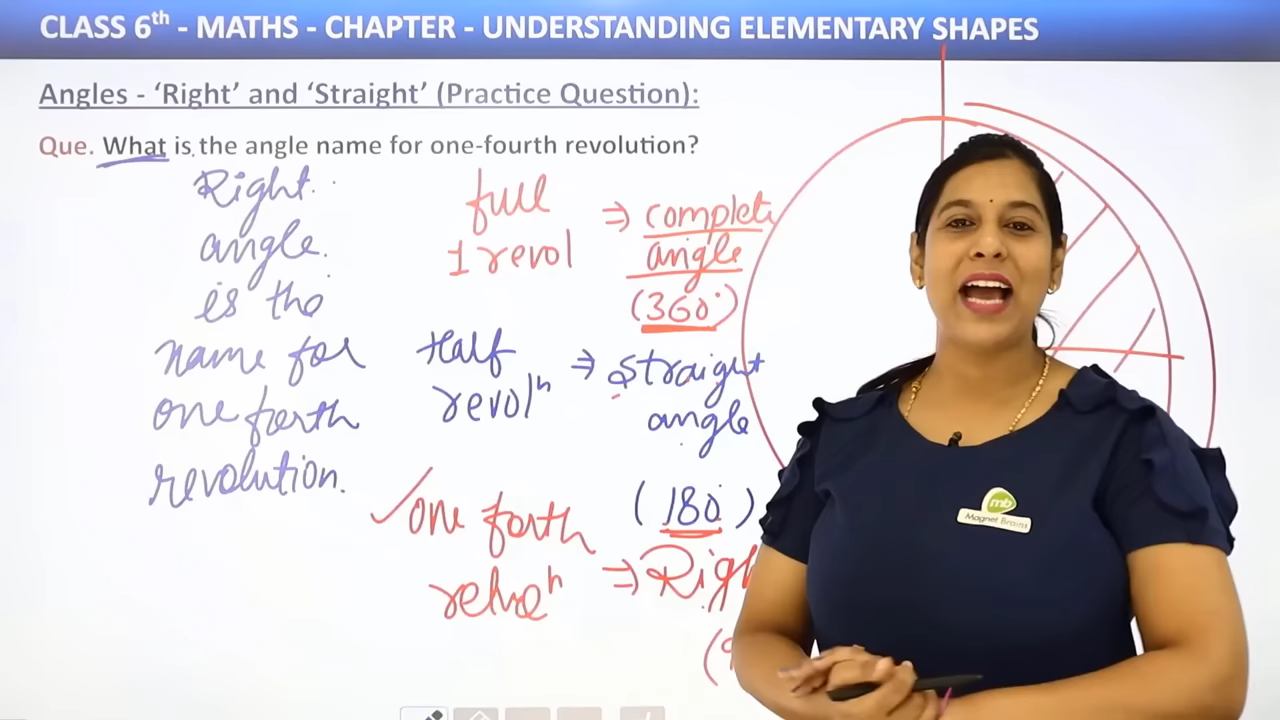 CLASS 6th - MATHS - CHAPTER - UNDERSTANDING ELEMENTARY SHAPES
Angles - ‘Right’ and ‘Straight’ (Practice Question):
Que. What is the angle name for one-fourth revolution?
Right
angle.
is the
name for
one forth
revolution.
full
1 revol
⇒ complete
angle
(360°)
Half
revolⁿ
⇒ straight
angle
(180°)
✓one forth
⇒ Righ
(9
mb
Magnet Brains